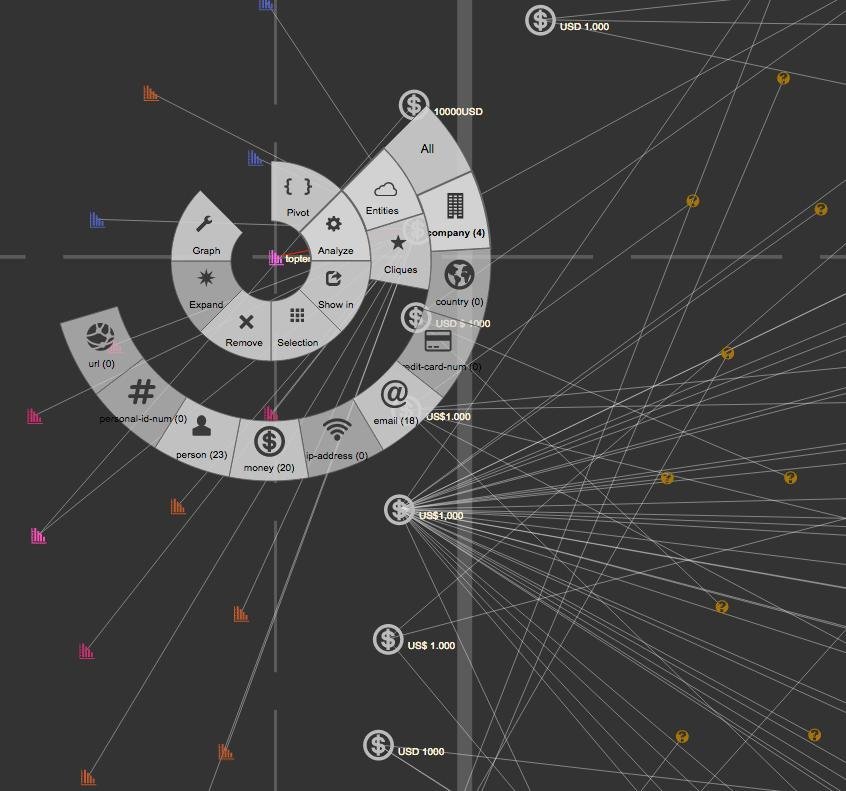 USD 1.000
10000USD
All
{ }
Pivot
Entities
company (4)
Graph
Analyze
Cliques
country (0)
Expand
Show in
USD $ 1000
Remove
Selection
edit-card-num (0)
url (0)
#
personal-id-num (0)
@
email (18)
US$1.000
person (23)
$
money (20)
ip-address (0)
US$1,000
US$ 1.000
USD 1000